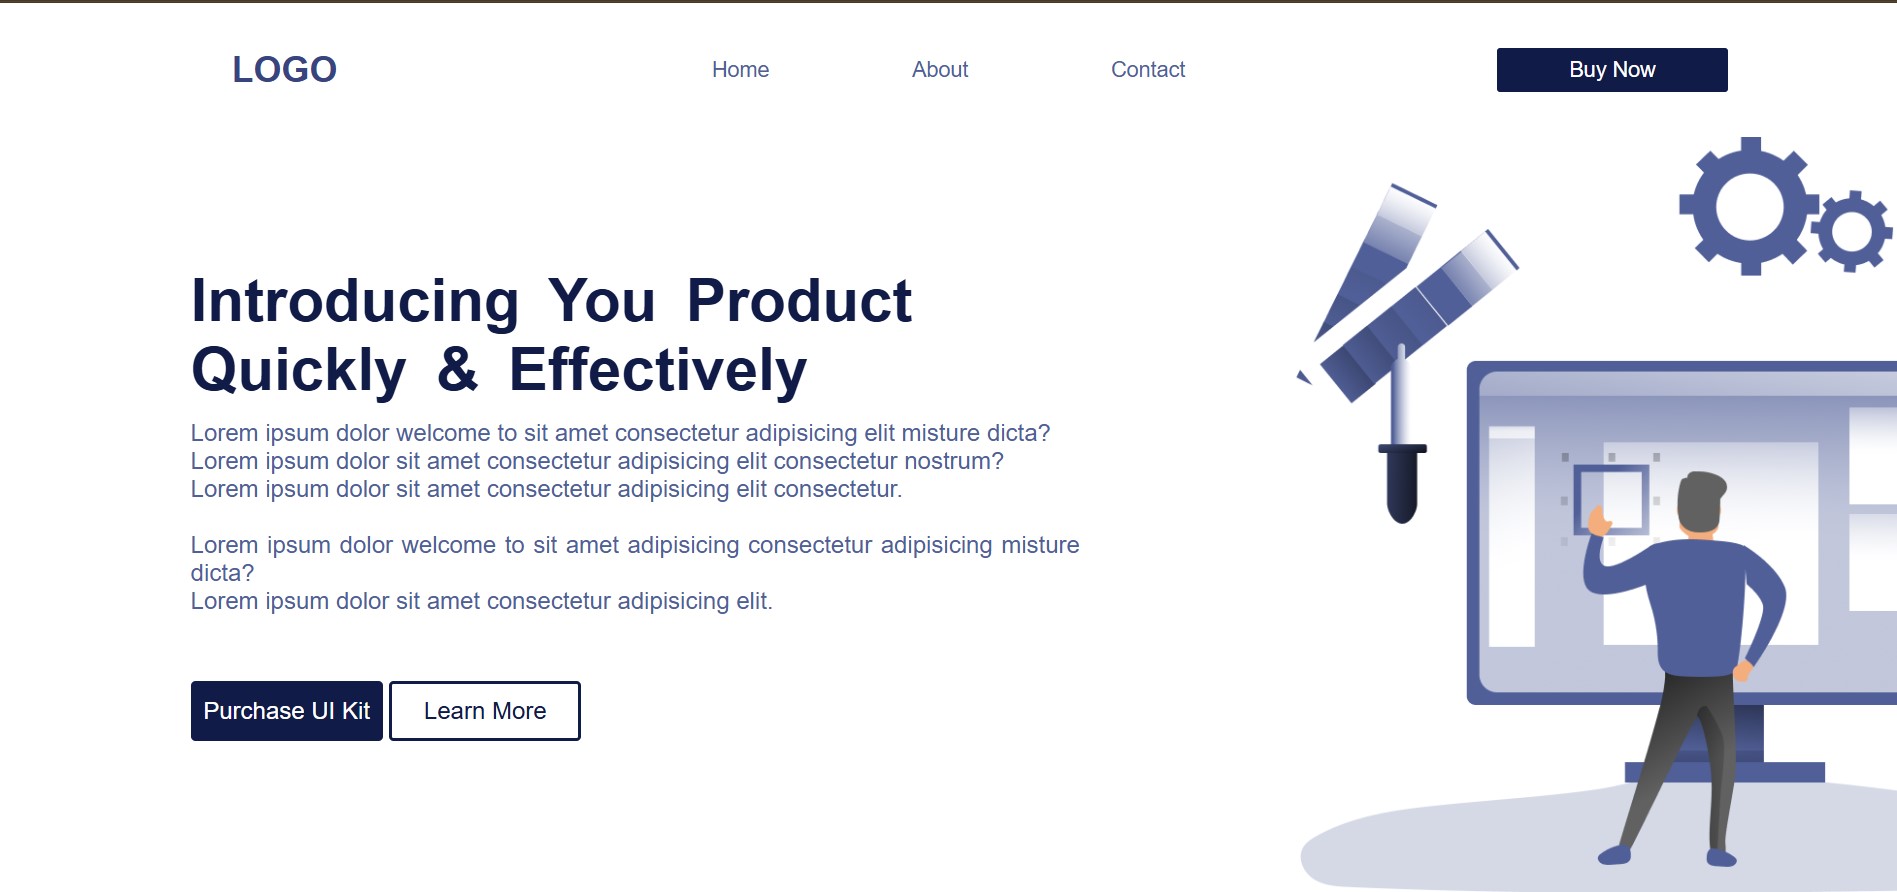 LOGO
Home
About
Contact
Buy Now
Introducing You Product
Quickly & Effectively
Lorem ipsum dolor welcome to sit amet consectetur adipisicing elit misture dicta?
Lorem ipsum dolor sit amet consectetur adipisicing elit consectetur nostrum?
Lorem ipsum dolor sit amet consectetur adipisicing elit consectetur.
Lorem ipsum dolor welcome to sit amet adipisicing consectetur adipisicing misture
dicta?
Lorem ipsum dolor sit amet consectetur adipisicing elit.
Purchase UI Kit
Learn More